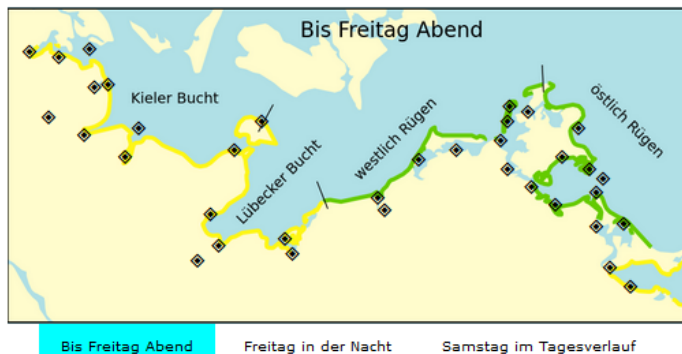 Bis Freitag Abend
Kieler Bucht
Lübecker Bucht
westlich Rügen
östlich Rügen
Bis Freitag Abend Freitag in der Nacht Samstag im Tagesverlauf